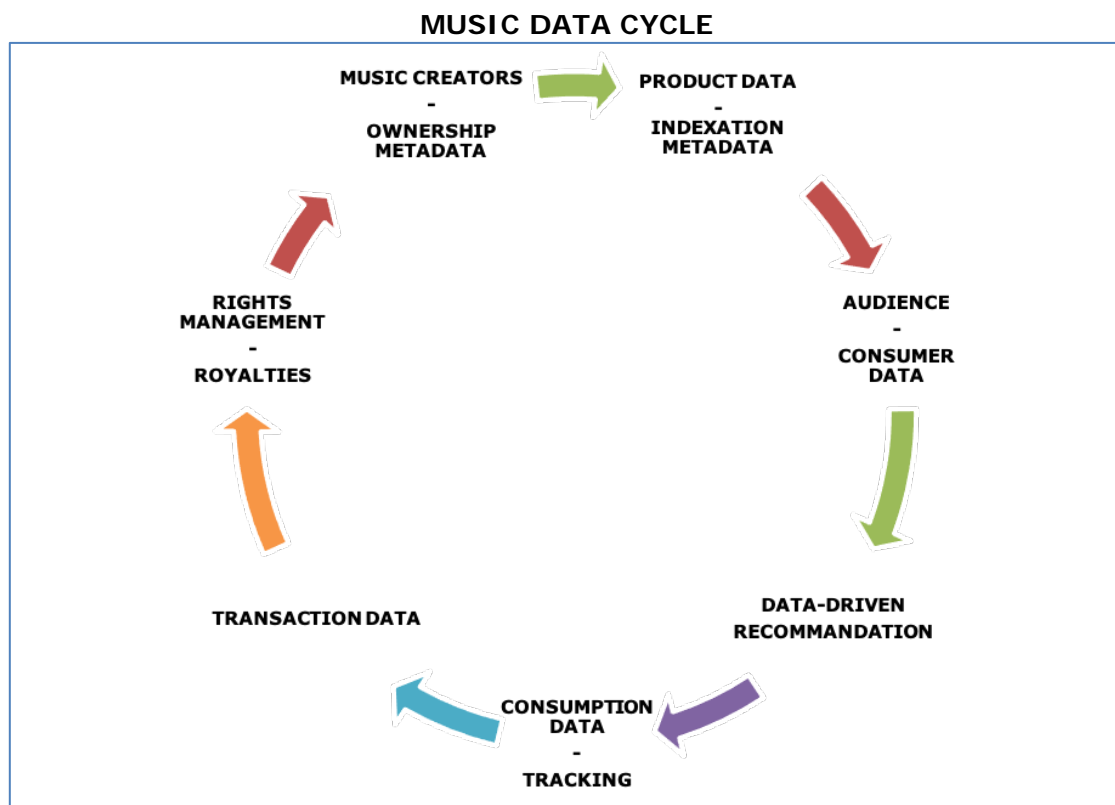 MUSIC DATA CYCLE
MUSIC CREATORS
-
OWNERSHIP
METADATA
PRODUCT DATA
-
INDEXATION
METADATA
AUDIENCE
-
CONSUMER
DATA
DATA-DRIVEN
RECOMMANDATION
CONSUMPTION
DATA
-
TRACKING
TRANSACTION DATA
RIGHTS
MANAGEMENT
-
ROYALTIES